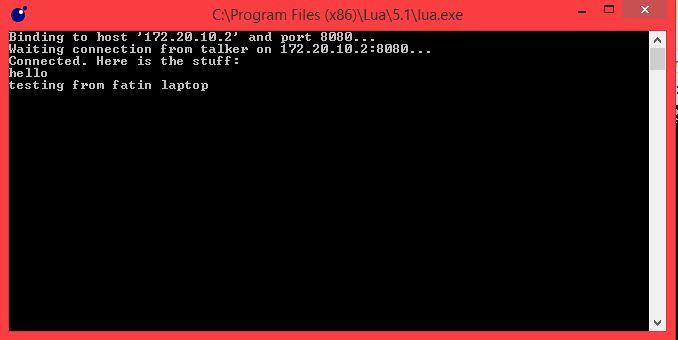 C:\Program Files (x86)\Lua\5.1\lua.exe
Binding to host '172.20.10.2' and port 8080...
Waiting connection from talker on 172.20.10.2:8080...
Connected. Here is the stuff:
hello
testing from fatin laptop